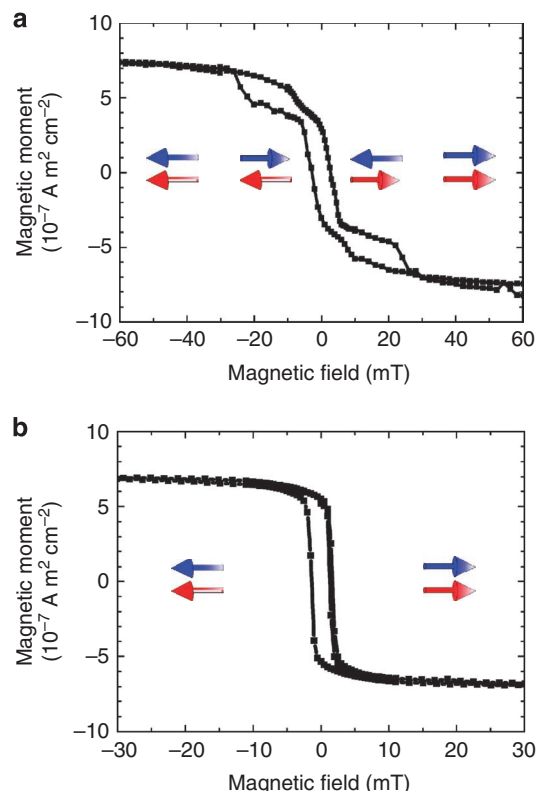 a
10
5
0
−5
−10
Magnetic moment
(10⁻⁷ A m² cm⁻²)
−60 −40 −20 0 20 40 60
Magnetic field (mT)
b
10
5
0
−5
−10
Magnetic moment
(10⁻⁷ A m² cm⁻²)
−30 −20 −10 0 10 20 30
Magnetic field (mT)